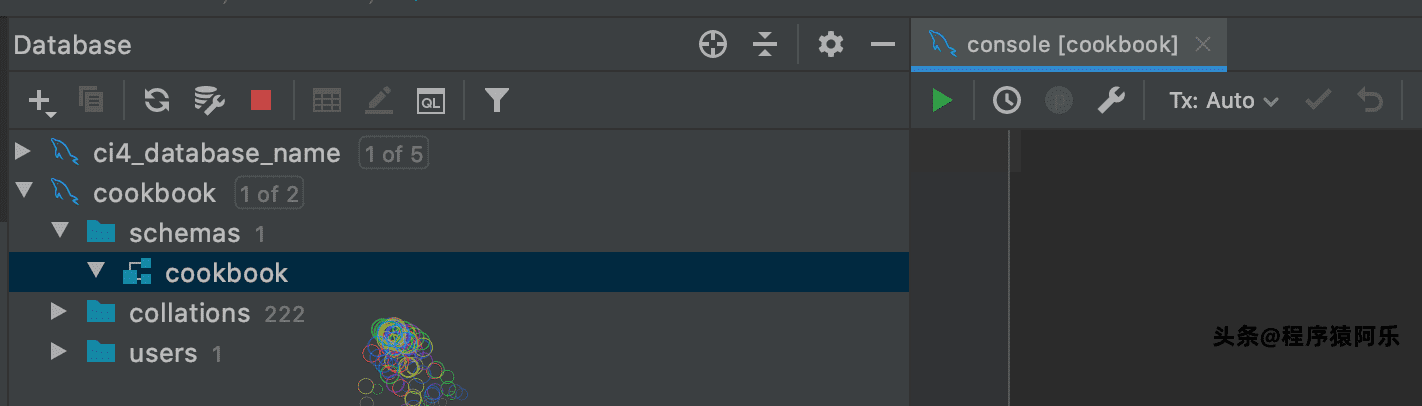 Database
console [cookbook]
QL
Tx: Auto
ci4_database_name 1 of 5
cookbook 1 of 2
schemas 1
cookbook
collations 222
users 1
头条@程序猿阿乐